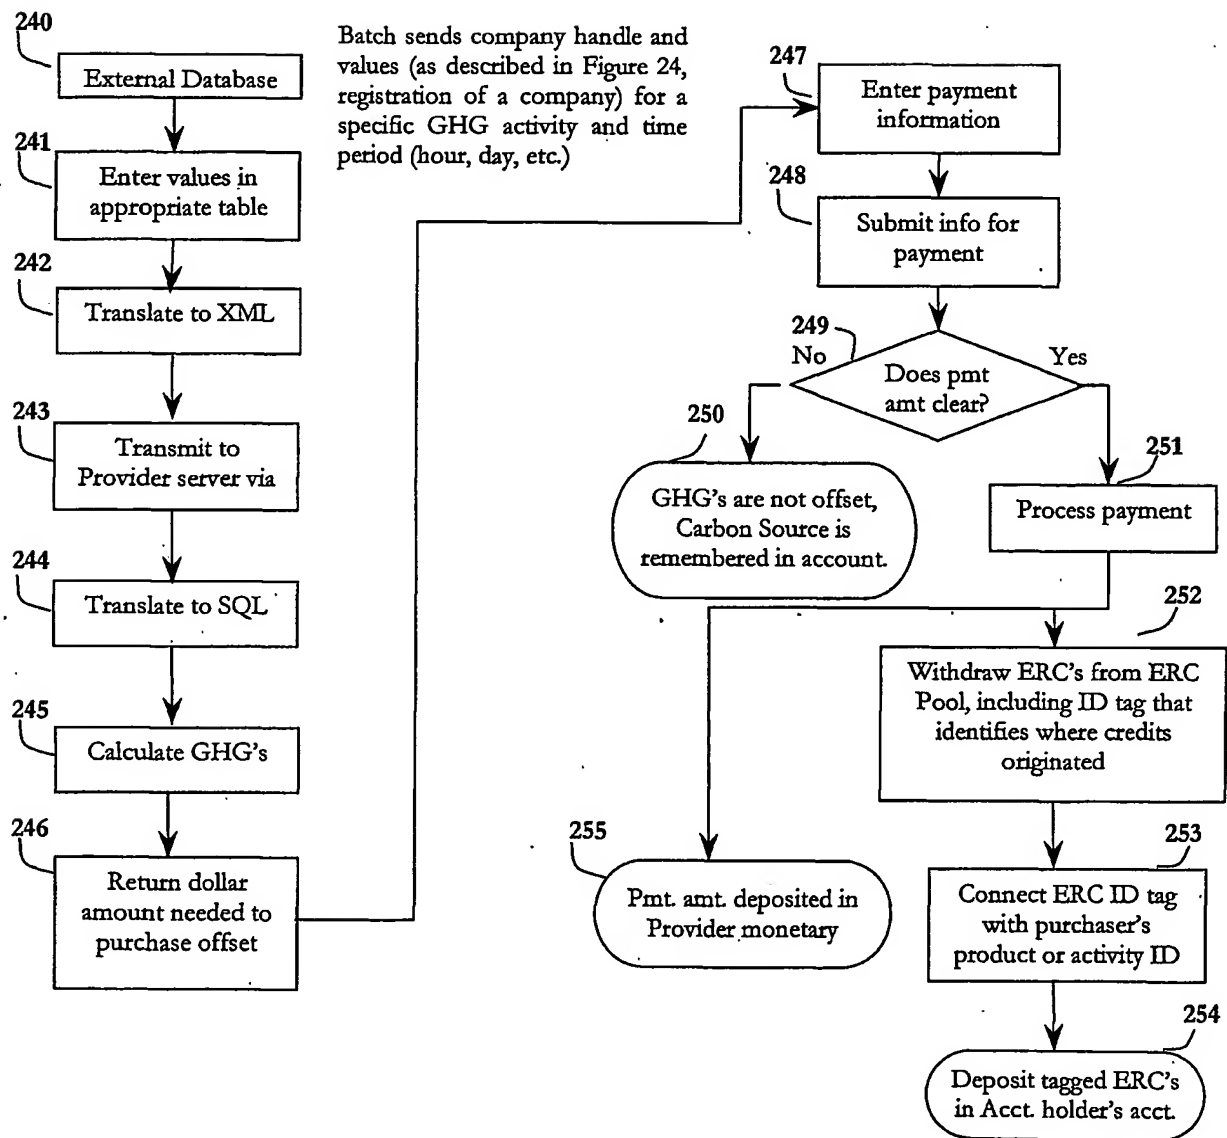 240
External Database
241
Enter values in
appropriate table
242
Translate to XML
243
Transmit to
Provider server via
244
Translate to SQL
245
Calculate GHG's
246
Return dollar
amount needed to
purchase offset
Batch sends company handle and
values (as described in Figure 24,
registration of a company) for a
specific GHG activity and time
period (hour, day, etc.)
247
Enter payment
information
248
Submit info for
payment
249
No
Yes
Does pmt
amt clear?
250
GHG's are not offset,
Carbon Source is
remembered in account.
251
Process payment
252
Withdraw ERC's from ERC
Pool, including ID tag that
identifies where credits
originated
253
Connect ERC ID tag
with purchaser's
product or activity ID
254
Deposit tagged ERC's
in Acct. holder's acct.
255
Pmt. amt. deposited in
Provider monetary